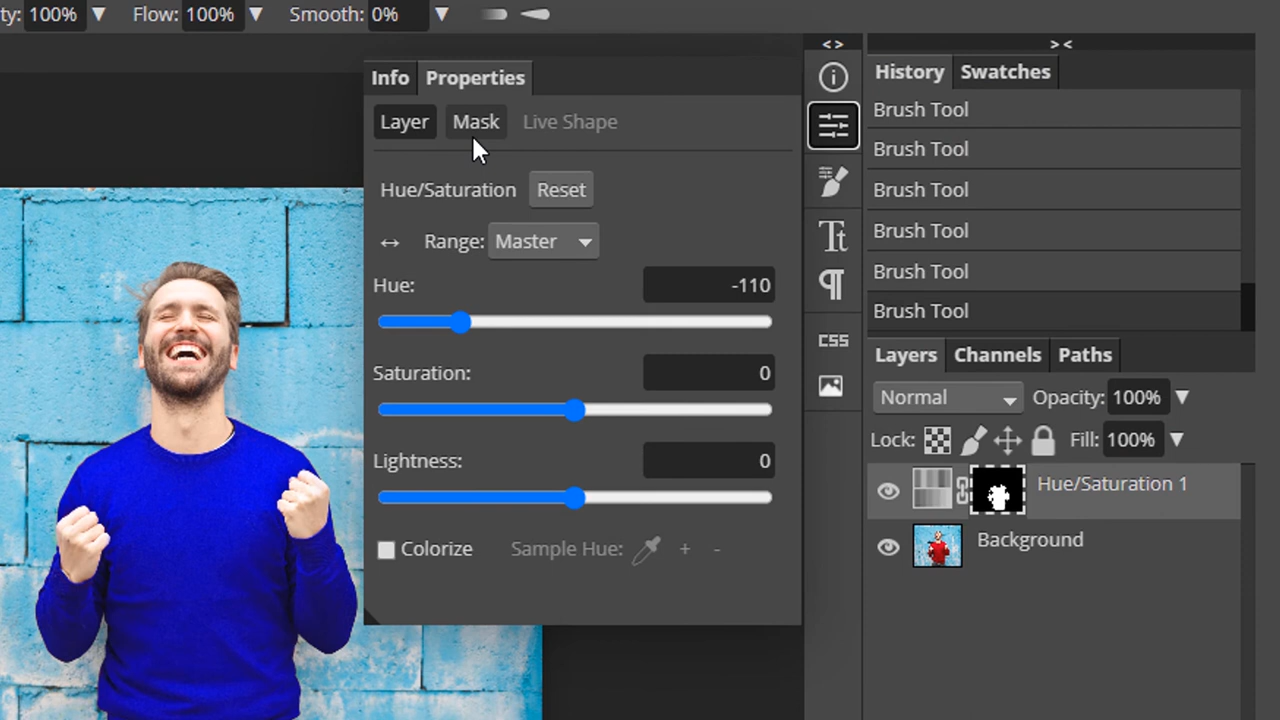 ty: 100% Flow: 100% Smooth: 0%
Info Properties
Layer Mask Live Shape
Hue/Saturation Reset
Range: Master
Hue: -110
Saturation: 0
Lightness: 0
Colorize Sample Hue: + -
< >
Tt
CSS
> <
History Swatches
Brush Tool
Brush Tool
Brush Tool
Brush Tool
Brush Tool
Brush Tool
Layers Channels Paths
Normal Opacity: 100%
Lock: Fill: 100%
Hue/Saturation 1
Background